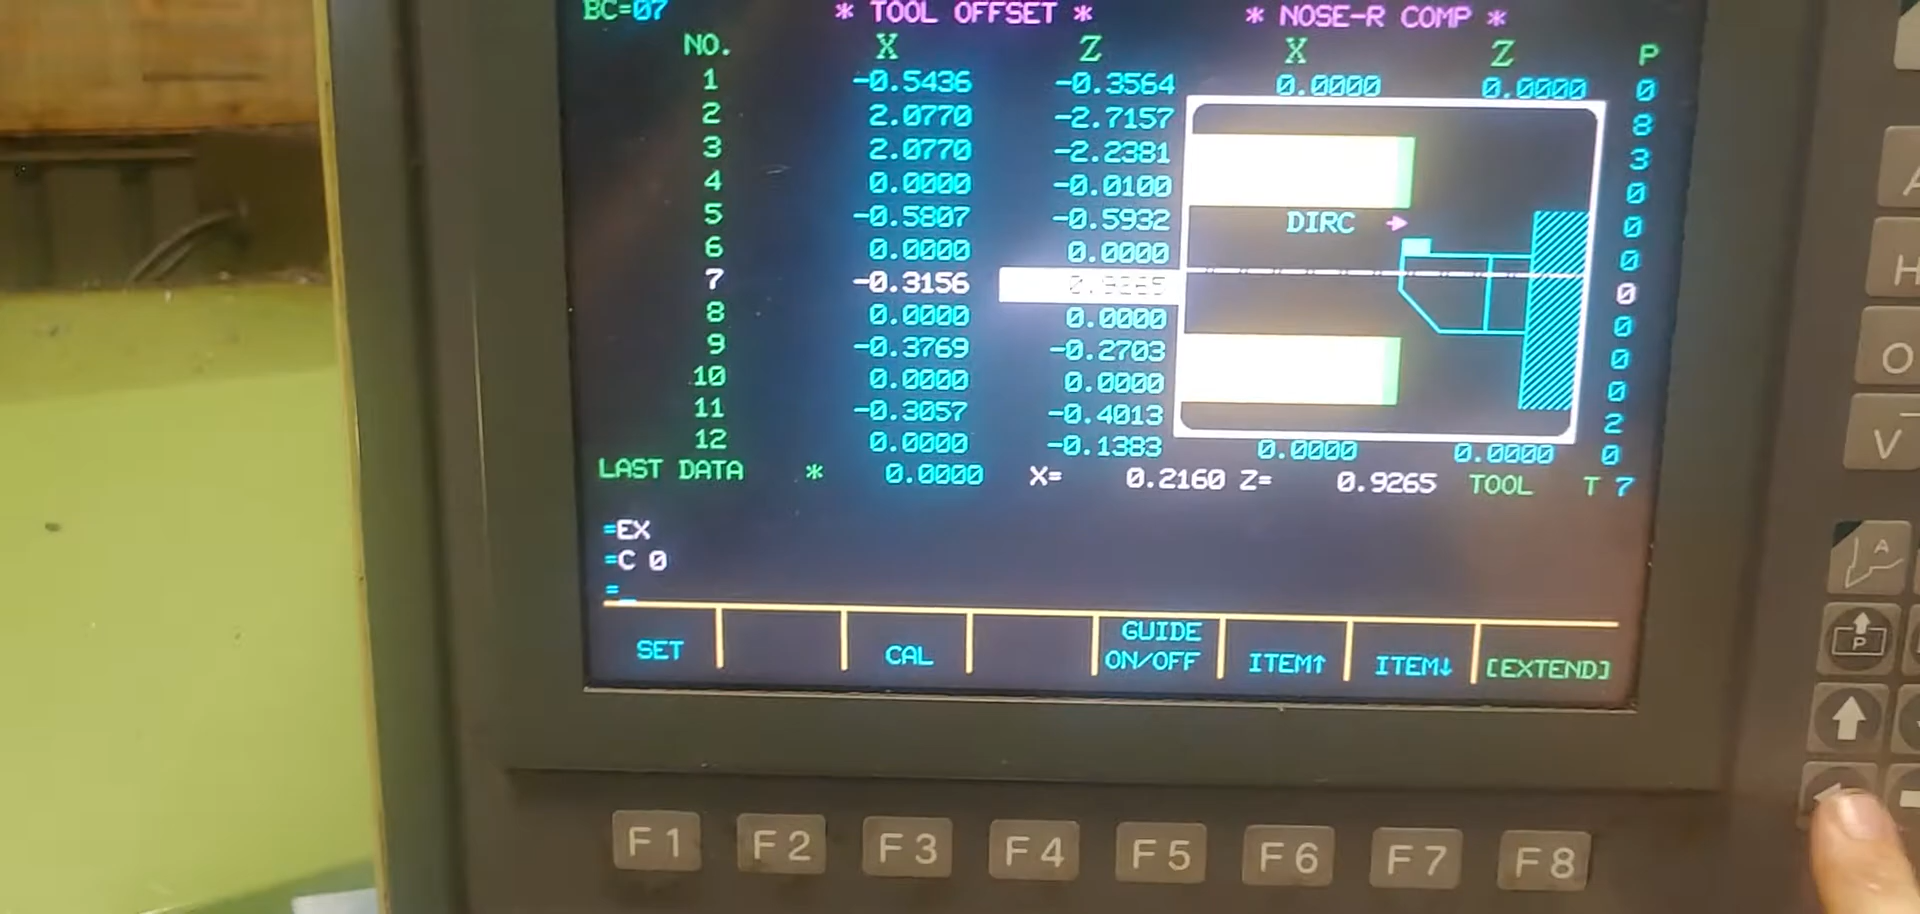 BC=07 * TOOL OFFSET * * NOSE-R COMP *
NO. X Z X Z P
1 -0.5436 -0.3564 0.0000 0.0000 0
2 2.0770 -2.7157 8
3 2.0770 -2.2381 3
4 0.0000 -0.0100 0
5 -0.5807 -0.5932 DIRC 0
6 0.0000 0.0000 0
7 -0.3156 0
8 0.0000 0.0000 0
9 -0.3769 -0.2703 0
10 0.0000 0.0000 0
11 -0.3057 -0.4013 2
12 0.0000 -0.1383 0.0000 0.0000 0
LAST DATA * 0.0000 X= 0.2160 Z= 0.9265 TOOL T 7
=EX
=C 0
=_
SET CAL GUIDE ON/OFF ITEM↑ ITEM↓ [EXTEND]
F1 F2 F3 F4 F5 F6 F7 F8
H
O
V
A
P